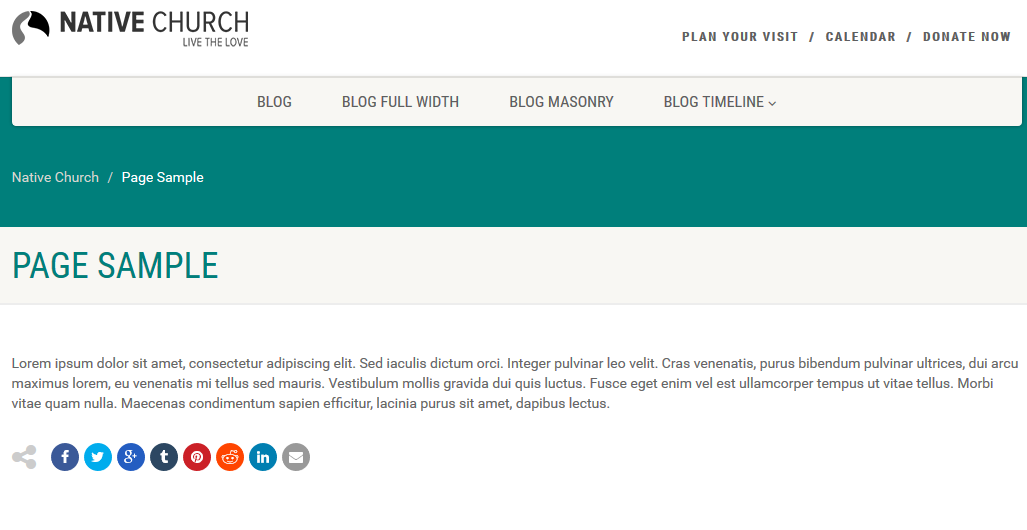 NATIVE CHURCH
LIVE THE LOVE
PLAN YOUR VISIT / CALENDAR / DONATE NOW
BLOG BLOG FULL WIDTH BLOG MASONRY BLOG TIMELINE
Native Church / Page Sample
PAGE SAMPLE
Lorem ipsum dolor sit amet, consectetur adipiscing elit. Sed iaculis dictum orci. Integer pulvinar leo velit. Cras venenatis, purus bibendum pulvinar ultrices, dui arcu
maximus lorem, eu venenatis mi tellus sed mauris. Vestibulum mollis gravida dui quis luctus. Fusce eget enim vel est ullamcorper tempus ut vitae tellus. Morbi
vitae quam nulla. Maecenas condimentum sapien efficitur, lacinia purus sit amet, dapibus lectus.